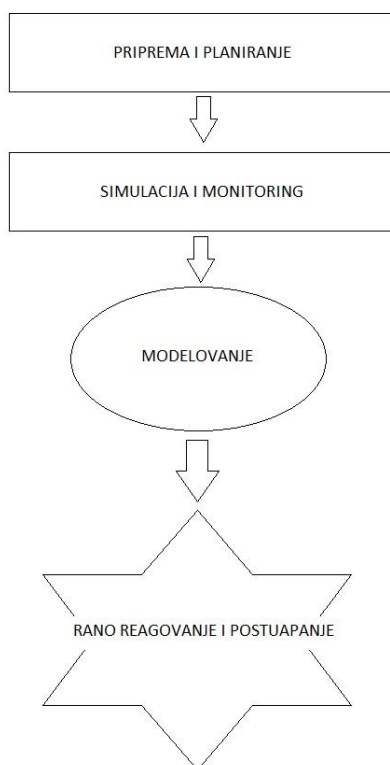 PRIPREMA I PLANIRANJE
SIMULACIJA I MONITORING
MODELOVANJE
RANO REAGOVANJE I POSTUAPANJE